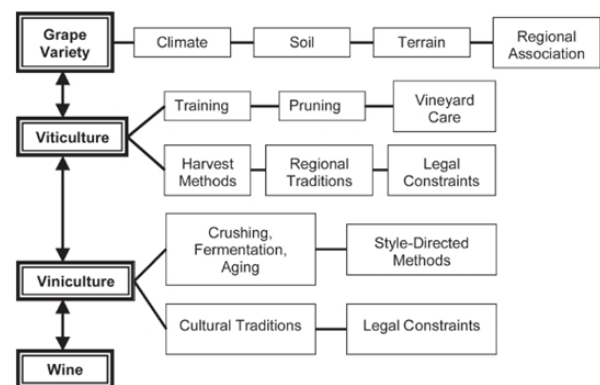 Grape
Variety
Climate
Soil
Terrain
Regional
Association
Viticulture
Training
Pruning
Vineyard
Care
Harvest
Methods
Regional
Traditions
Legal
Constraints
Viniculture
Crushing,
Fermentation,
Aging
Style-Directed
Methods
Cultural Traditions
Legal Constraints
Wine